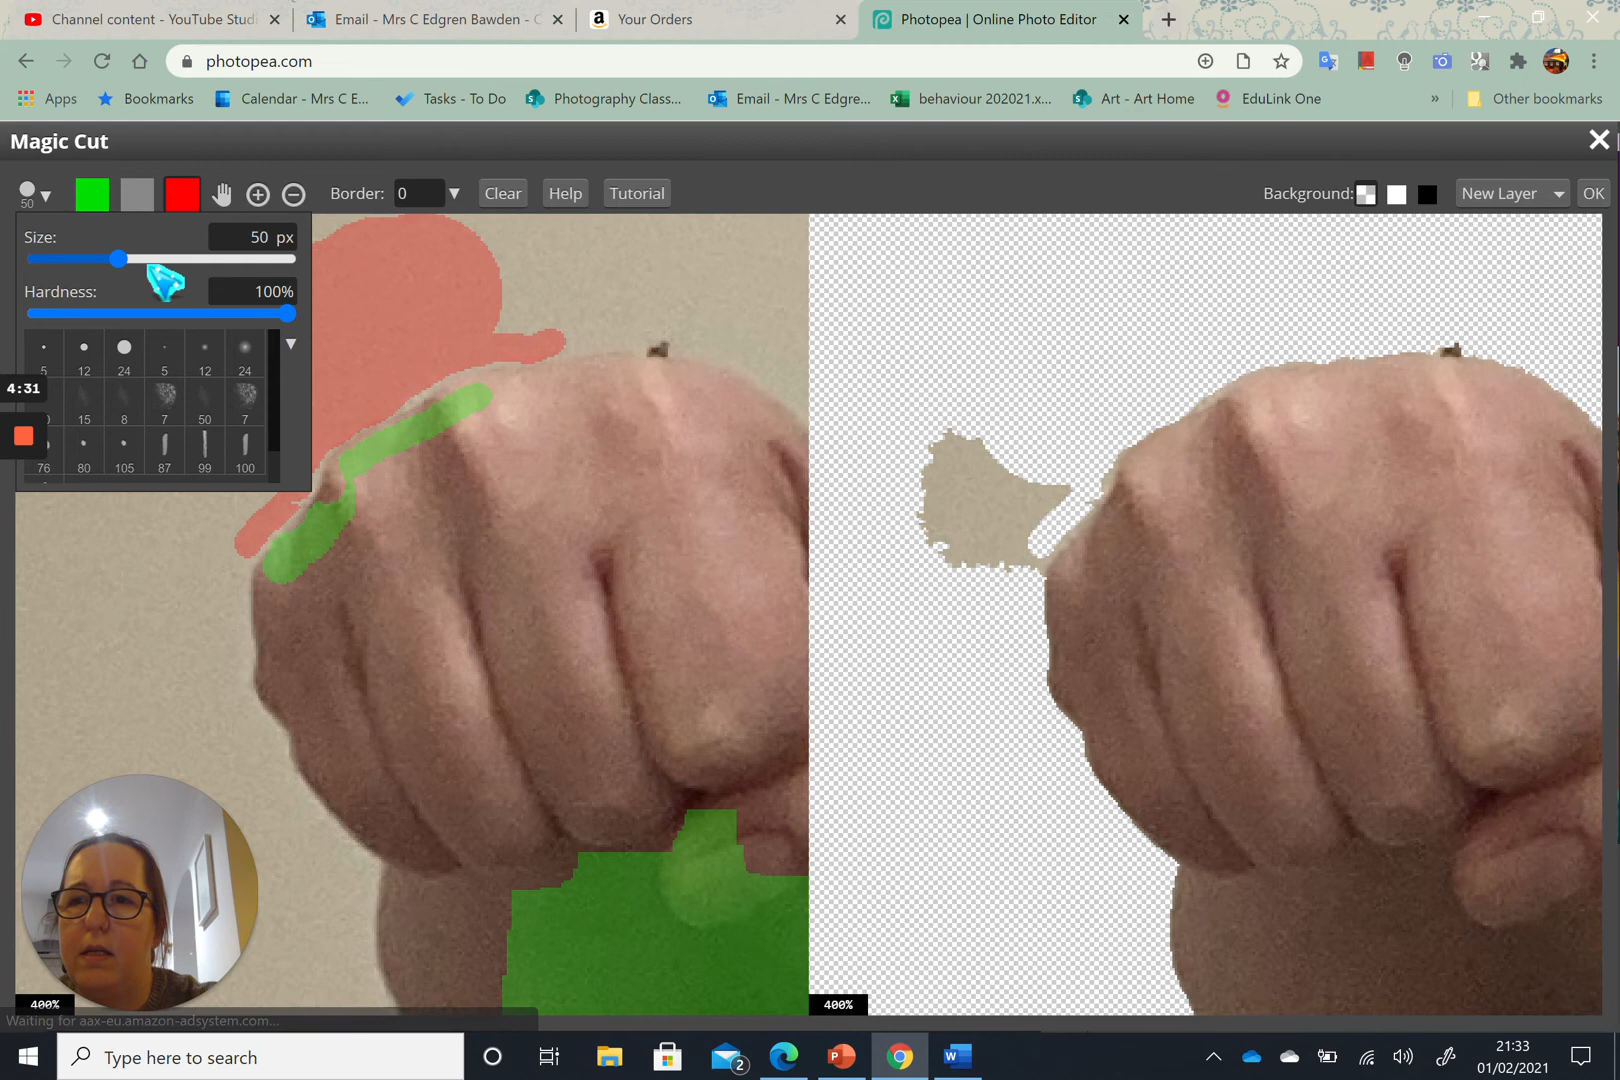 Channel content - YouTube Studi
Email - Mrs C Edgren Bawden - C
Your Orders
Photopea | Online Photo Editor
photopea.com
Apps
Bookmarks
Calendar - Mrs C E...
Tasks - To Do
Photography Class...
Email - Mrs C Edgre...
behaviour 202021.x...
Art - Art Home
EduLink One
»
Other bookmarks
Magic Cut
50
Border: 0
Clear
Help
Tutorial
Background:
New Layer
OK
Size: 50 px
Hardness: 100%
5 12 24 5 12 24
4:31
15 8 7 50 7
76 80 105 87 99 100
400%
400%
Waiting for aax-eu.amazon-adsystem.com...
Type here to search
2
21:33
01/02/2021